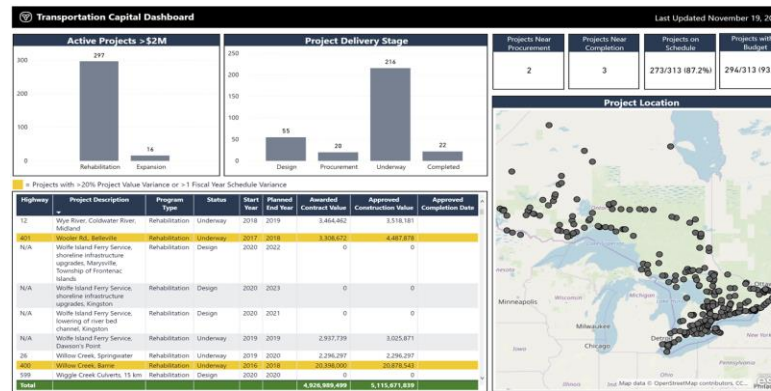 Transportation Capital Dashboard
Last Updated November 19, 20
Active Projects >$2M
300
200
100
0
297
16
Rehabilitation Expansion
Project Delivery Stage
250
200
150
100
50
0
55
20
216
22
Design Procurement Underway Completed
Projects Near Procurement
2
Projects Near Completion
3
Projects on Schedule
273/313 (87.2%)
Projects with
Budget
294/313 (93
= Projects with >20% Project Value Variance or >1 Fiscal Year Schedule Variance
Highway Project Description Program Type Status Start Year Planned End Year Awarded Contract Value Approved Construction Value Approved Completion Date
12 Wye River, Coldwater River, Midland Rehabilitation Underway 2018 2019 3,464,462 3,518,181
401 Wooler Rd., Belleville Rehabilitation Underway 2017 2018 3,308,672 4,487,878
N/A Wolfe Island Ferry Service, shoreline infrastructure upgrades, Marysville, Township of Frontenac Islands Rehabilitation Design 2020 2022 0 0
N/A Wolfe Island Ferry Service, shoreline infrastructure upgrades, Kingston Rehabilitation Design 2020 2023 0 0
N/A Wolfe Island Ferry Service, lowering of river bed channel, Kingston Rehabilitation Design 2020 2021 0 0
N/A Wolfe Island Ferry Service, Dawson's Point Rehabilitation Underway 2019 2019 2,937,739 3,025,871
26 Willow Creek, Springwater Rehabilitation Underway 2019 2020 2,296,297 2,296,297
400 Willow Creek, Barrie Rehabilitation Underway 2016 2018 20,398,000 20,878,543
599 Wiggle Creek Culverts, 15 km Rehabilitation Design 2020 2020 0 0
Total 4,926,989,499 5,115,671,839
Project Location
Minneapolis
Wisconsin
Michigan
Milwaukee
Chicago
Detroit
Iowa
Pennsylvania
New York
Map data © OpenStreetMap contributors, CC...